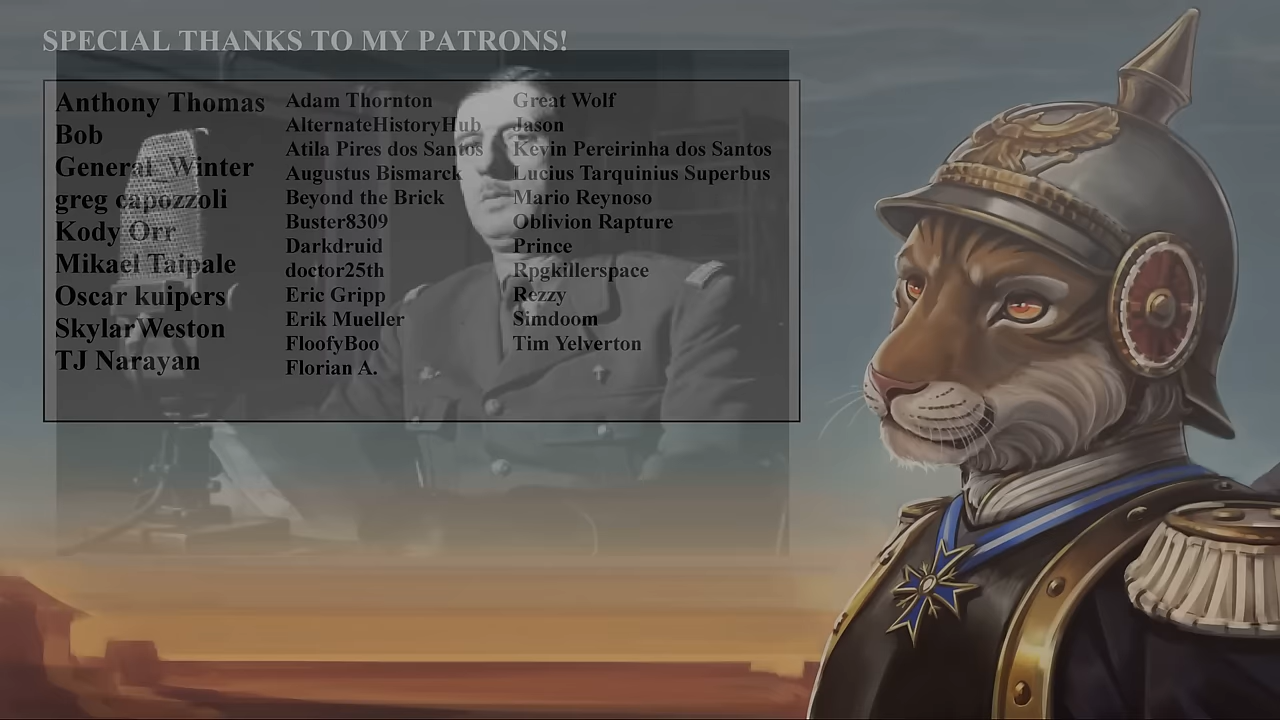 SPECIAL THANKS TO MY PATRONS!
Anthony Thomas
Bob
General_Winter
greg capozzoli
Kody Orr
Mikael Taipale
Oscar kuipers
SkylarWeston
TJ Narayan
Adam Thornton
AlternateHistoryHub
Atila Pires dos Santos
Augustus Bismarck
Beyond the Brick
Buster8309
Darkdruid
doctor25th
Eric Gripp
Erik Mueller
FloofyBoo
Florian A.
Great Wolf
Jason
Kevin Pereirinha dos Santos
Lucius Tarquinius Superbus
Mario Reynoso
Oblivion Rapture
Prince
Rpgkillerspace
Rezzy
Simdoom
Tim Yelverton